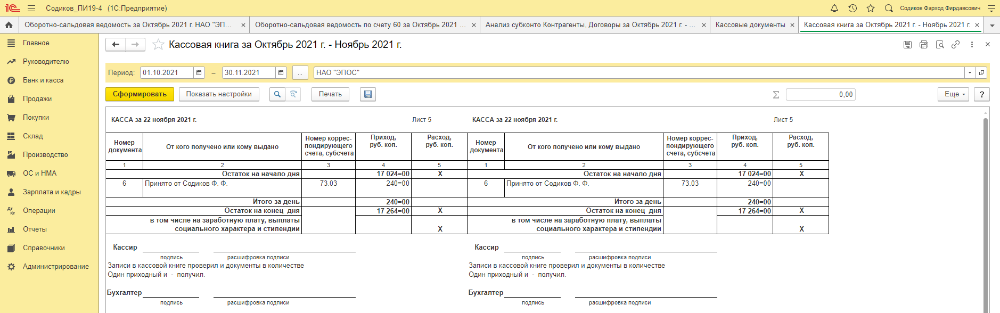 1С Содиков_ПИ19-4 (1С:Предприятие) Содиков Фарход Фирдавсович
Оборотно-сальдовая ведомость за Октябрь 2021 г. НАО "ЭП... × Оборотно-сальдовая ведомость по счету 60 за Октябрь 2021 ... × Анализ субконто Контрагенты, Договоры за Октябрь 2021 г. - ... × Кассовые документы × Кассовая книга за Октябрь 2021 г. - Ноябрь 2021 г. ×
Главное
Руководителю
Банк и касса
Продажи
Покупки
Склад
Производство
ОС и НМА
Зарплата и кадры
Дт Кт Операции
Отчеты
Справочники
Администрирование
Кассовая книга за Октябрь 2021 г. - Ноябрь 2021 г.
Период: 01.10.2021 – 30.11.2021 ... НАО "ЭПОС"
Сформировать Показать настройки Печать Σ 0,00 Еще ?
КАССА за 22 ноября 2021 г. Лист 5 КАССА за 22 ноября 2021 г. Лист 5
Номер документа От кого получено или кому выдано Номер коррес-пондирующего счета, субсчета Приход, руб. коп. Расход, руб. коп. Номер документа От кого получено или кому выдано Номер коррес-пондирующего счета, субсчета Приход, руб. коп. Расход, руб. коп.
1 2 3 4 5 1 2 3 4 5
Остаток на начало дня 17 024=00 X Остаток на начало дня 17 024=00 X
6 Принято от Содиков Ф. Ф. 73.03 240=00 6 Принято от Содиков Ф. Ф. 73.03 240=00
Итого за день 240=00 Итого за день 240=00
Остаток на конец дня 17 264=00 X Остаток на конец дня 17 264=00 X
в том числе на заработную плату, выплаты в том числе на заработную плату, выплаты
социального характера и стипендии X социального характера и стипендии X
Кассир Кассир
подпись расшифровка подписи подпись расшифровка подписи
Записи в кассовой книге проверил и документы в количестве Записи в кассовой книге проверил и документы в количестве
Один приходный и - получил. Один приходный и - получил.
Бухгалтер Бухгалтер
подпись расшифровка подписи подпись расшифровка подписи